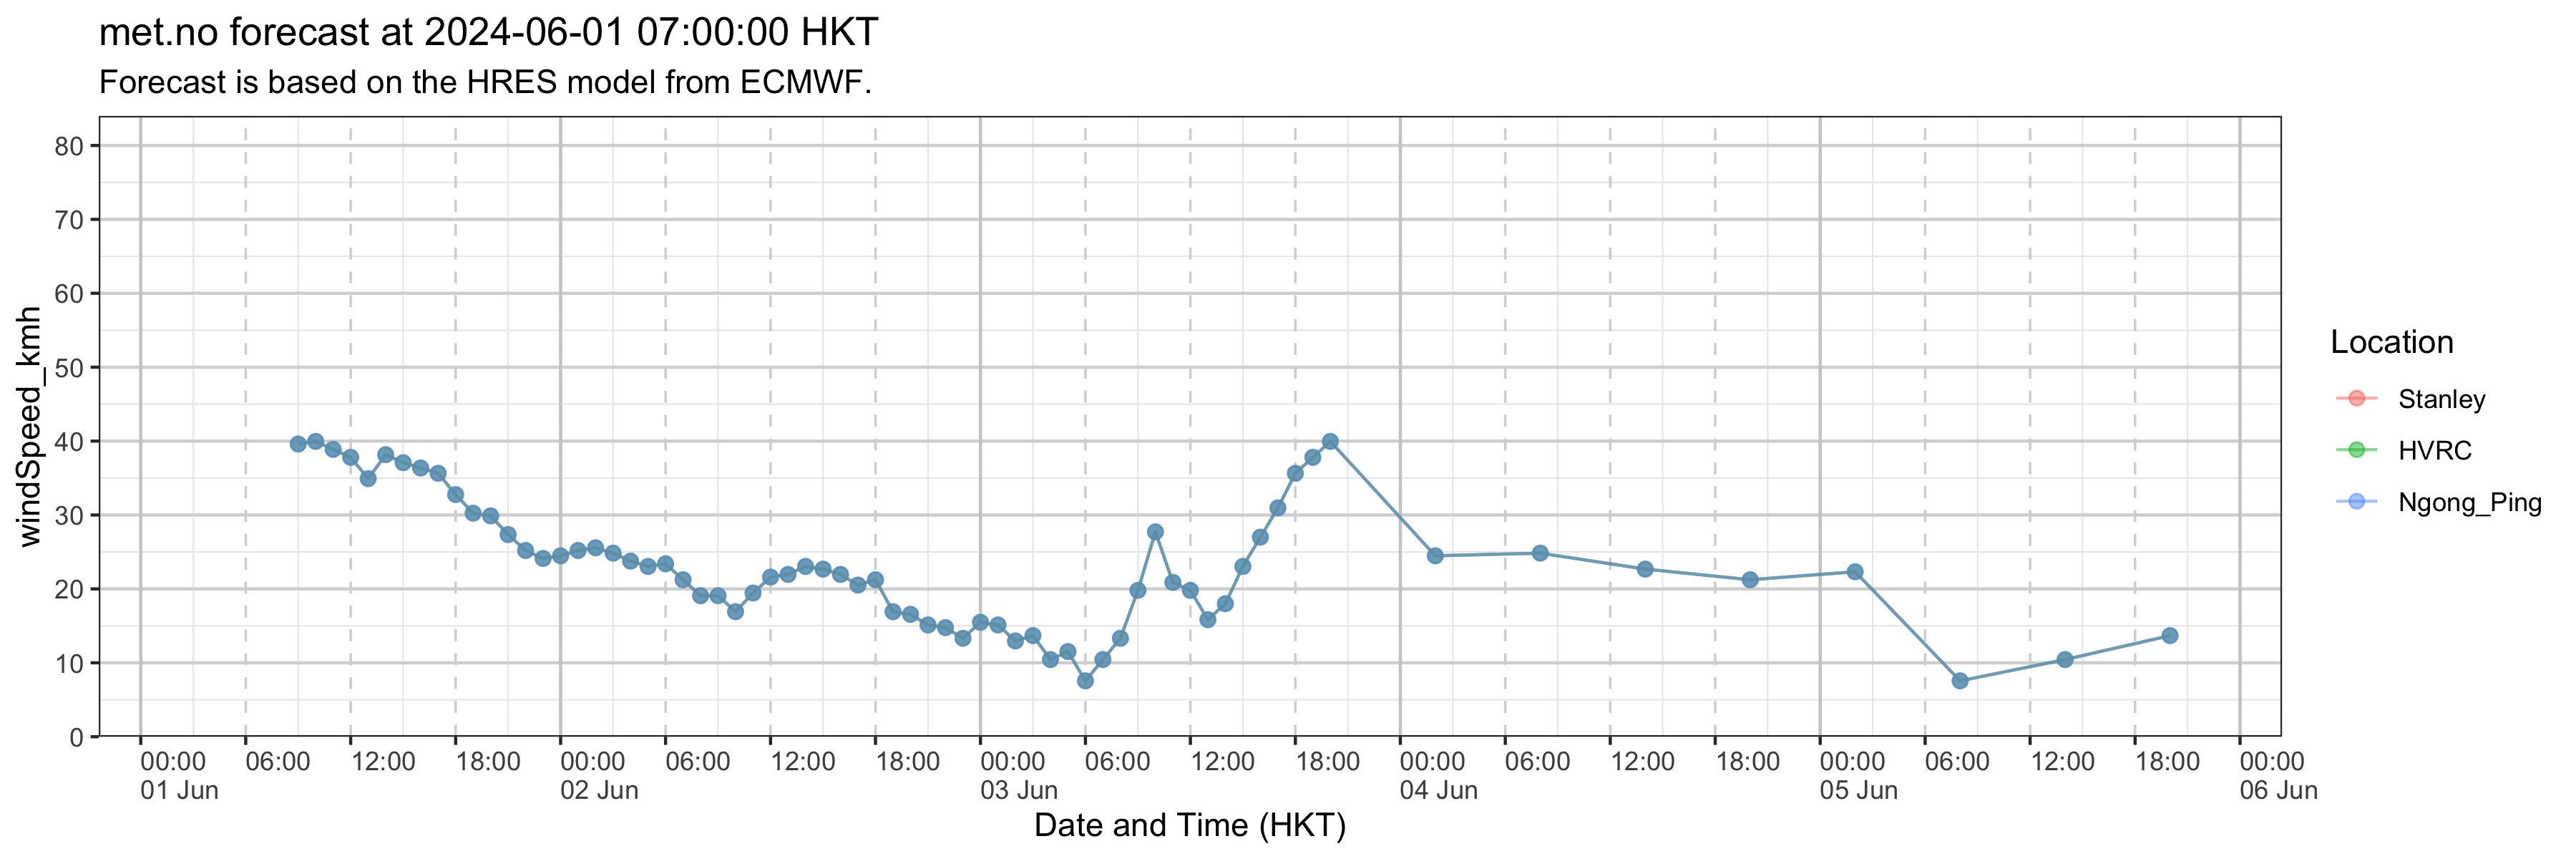 met.no forecast at 2024-06-01 07:00:00 HKT
Forecast is based on the HRES model from ECMWF.
windSpeed_kmh
80
70
60
50
40
30
20
10
0
00:00 06:00 12:00 18:00 00:00 06:00 12:00 18:00 00:00 06:00 12:00 18:00 00:00 06:00 12:00 18:00 00:00 06:00 12:00 18:00 00:00
01 Jun 02 Jun 03 Jun 04 Jun 05 Jun 06 Jun
Date and Time (HKT)
Location
Stanley
HVRC
Ngong_Ping